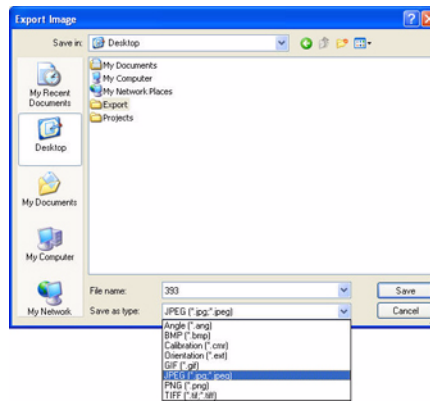 Export Image
Save in: Desktop
My Recent Documents
Desktop
My Documents
My Computer
My Network
My Documents
My Computer
My Network Places
Export
Projects
File name: 393 Save
Save as type: JPEG (*.jpg;*.jpeg) Cancel
Angle (*.ang)
BMP (*.bmp)
Calibration (*.cmr)
Orientation (*.ext)
GIF (*.gif)
JPEG (*.jpg;*.jpeg)
PNG (*.png)
TIFF (*.tif;*.tiff)